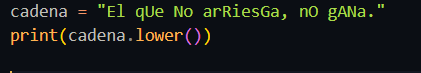 cadena = "El qUe No arRiesGa, nO gANa."
print(cadena.lower())